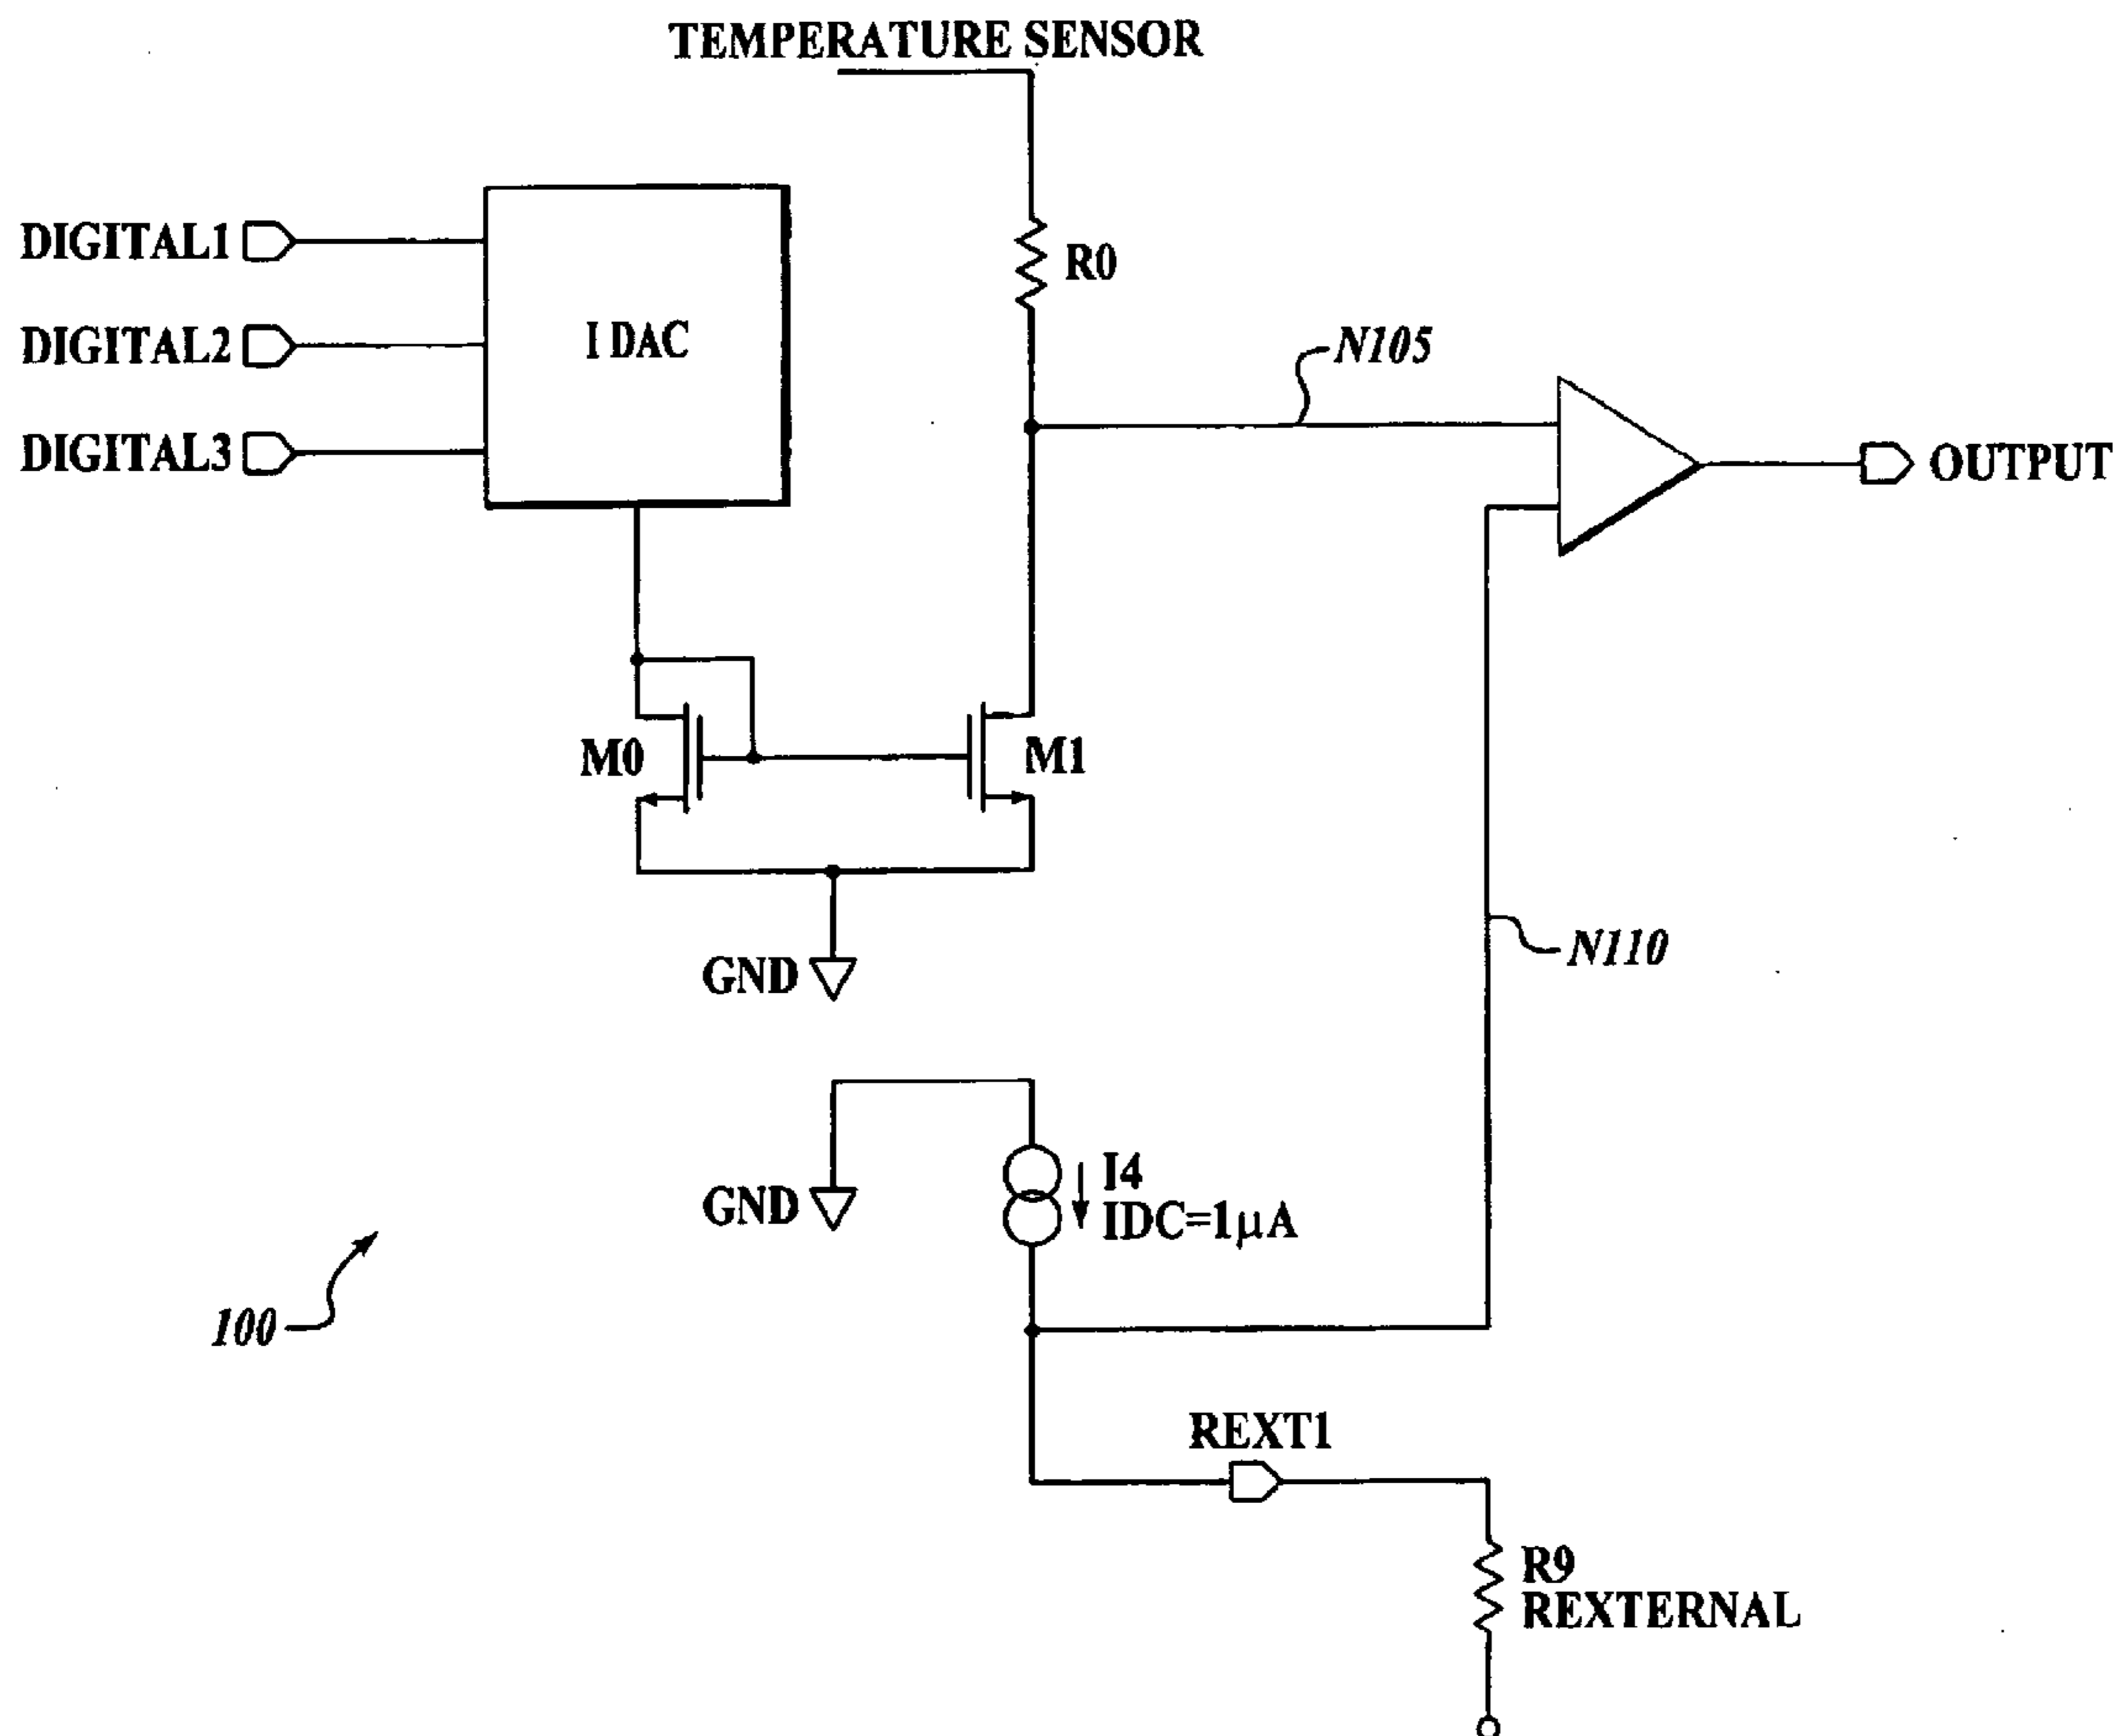 TEMPERATURE SENSOR
DIGITAL1
DIGITAL2
DIGITAL3
I DAC
R0
N105
OUTPUT
M0
M1
GND
N110
GND
I4
IDC=1µA
100
REXT1
R9
REXTERNAL